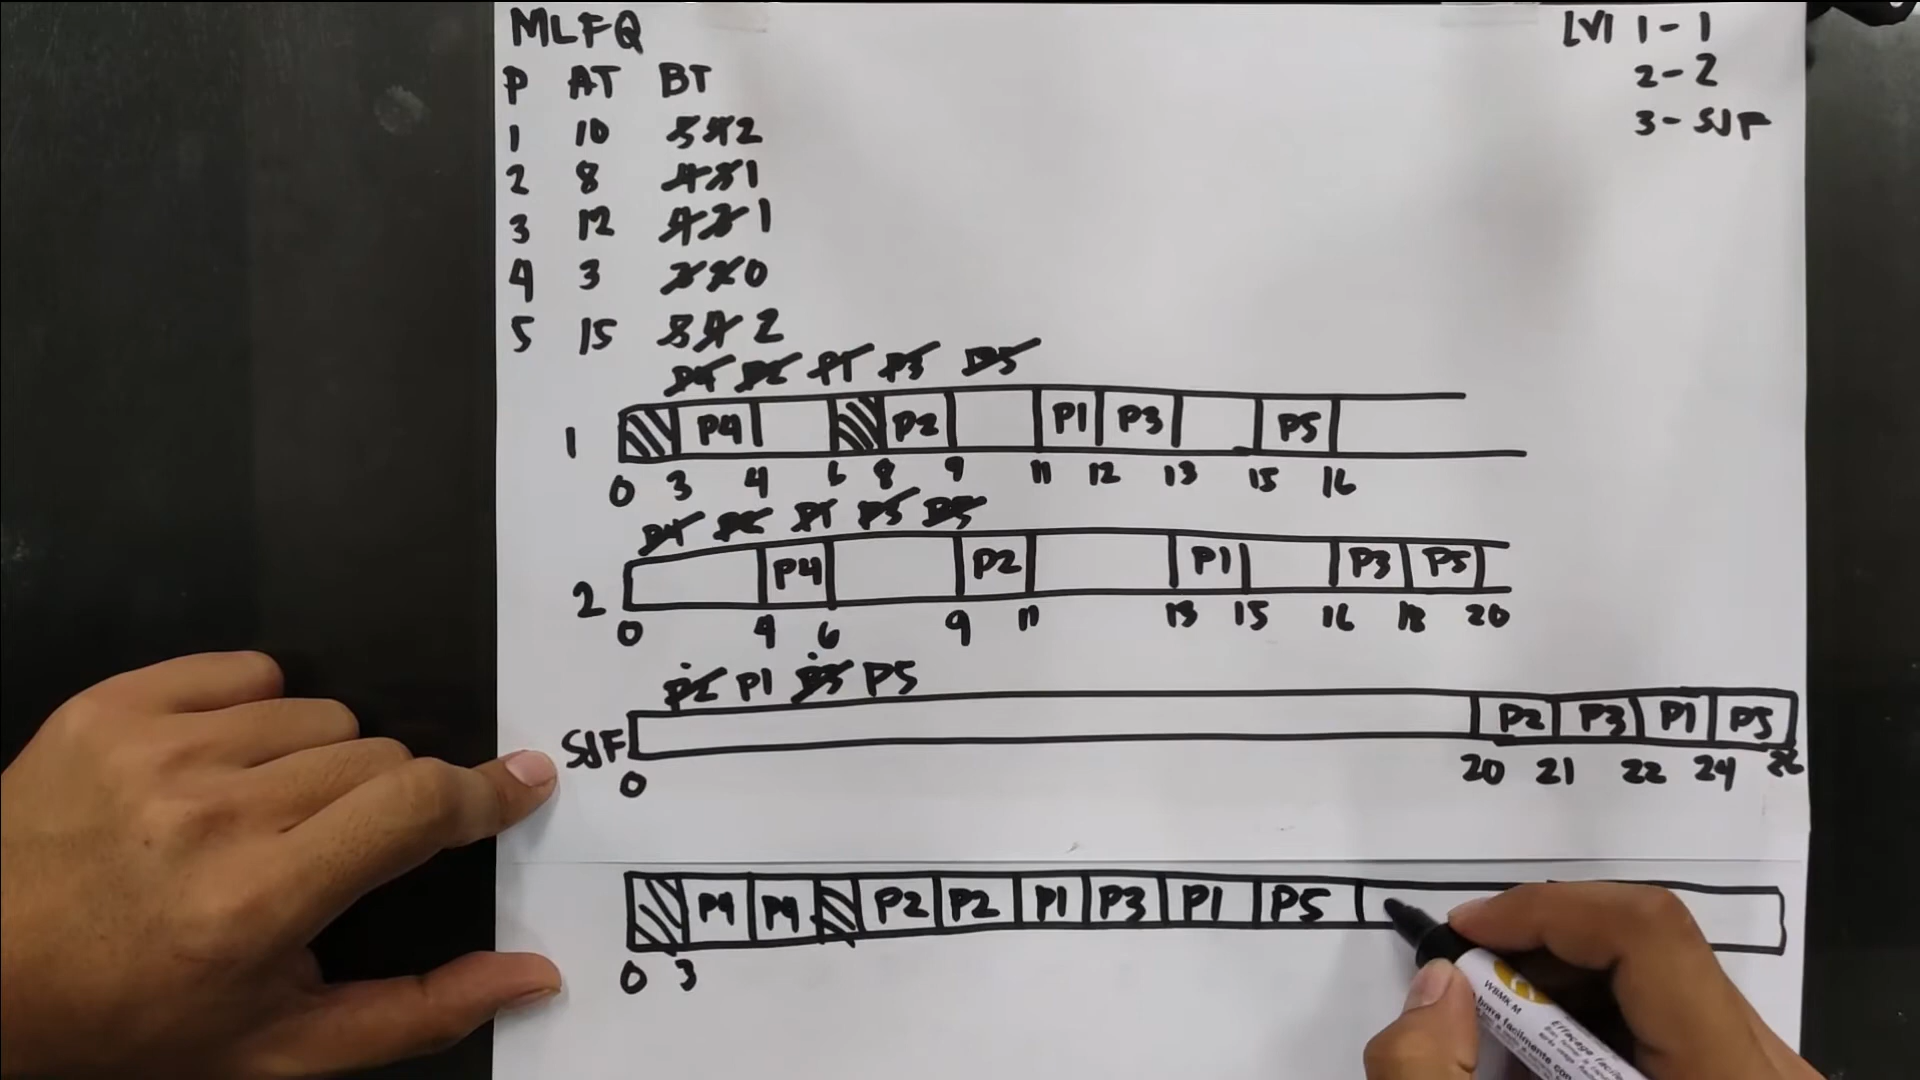 MLFQ
LVl 1 - 1
2 - 2
3 - SJF
P AT BT
1 10 5 4 2
2 8 4 3 1
3 12 4 3 1
4 3 3 2 0
5 15 5 4 2
P4 P2 P1 P3 P5
1 P4 P2 P1 P3 P5
0 3 4 6 8 9 11 12 13 15 16
P4 P2 P1 P3 P5
2 P4 P2 P1 P3 P5
0 4 6 9 11 13 15 16 18 20
P2 P1 P3 P5
SJF P2 P3 P1 P5
0 20 21 22 24 26
P4 P4 P2 P2 P1 P3 P1 P5
0 3
WBMK M